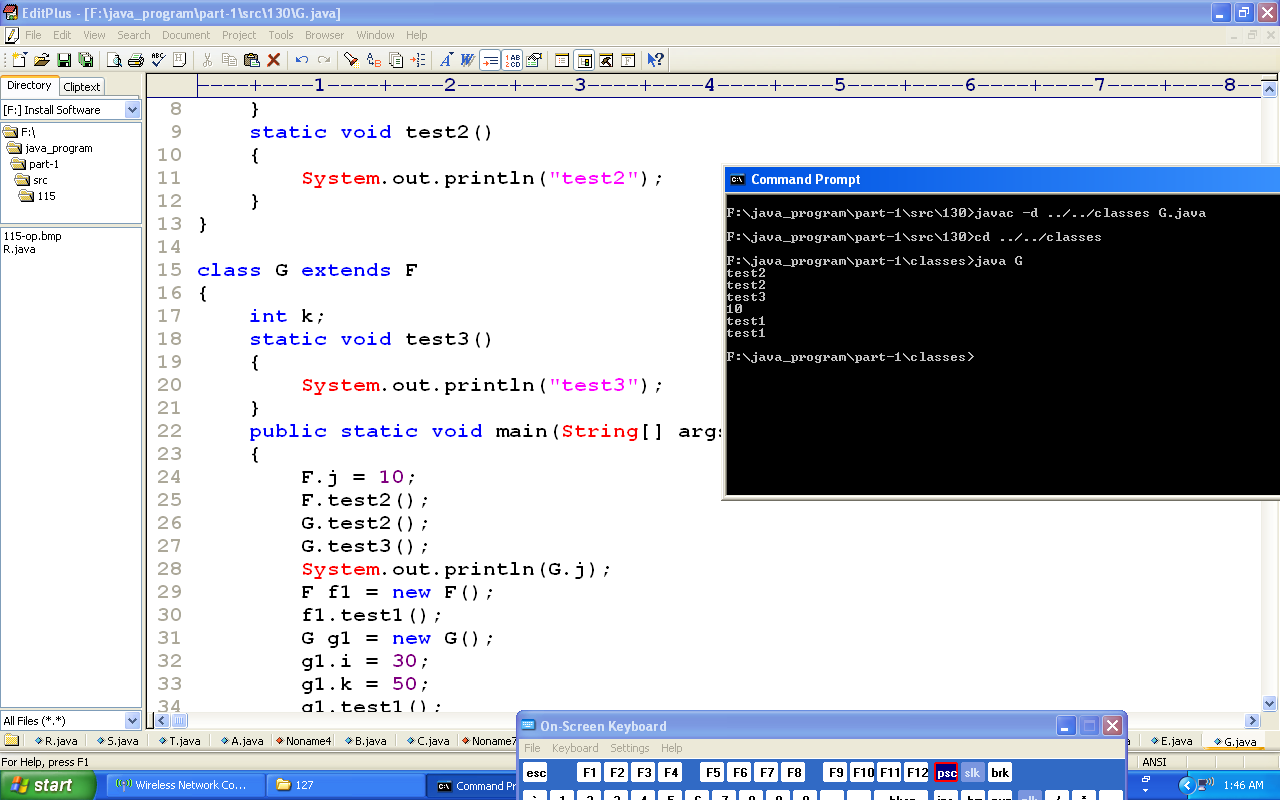 EditPlus - [F:\java_program\part-1\src\130\G.java]
File Edit View Search Document Project Tools Browser Window Help
Directory Cliptext
[F:] Install Software
F:\
java_program
part-1
src
115
115-op.bmp
R.java
All Files (*.*)
----+----1----+----2----+----3----+----4----+----5----+----6----+----7----+----8--
8 }
9 static void test2()
10 {
11 System.out.println("test2");
12 }
13 }
14
15 class G extends F
16 {
17 int k;
18 static void test3()
19 {
20 System.out.println("test3");
21 }
22 public static void main(String[] args
23 {
24 F.j = 10;
25 F.test2();
26 G.test2();
27 G.test3();
28 System.out.println(G.j);
29 F f1 = new F();
30 f1.test1();
31 G g1 = new G();
32 g1.i = 30;
33 g1.k = 50;
34 g1.test1();
Command Prompt
F:\java_program\part-1\src\130>javac -d ../../classes G.java
F:\java_program\part-1\src\130>cd ../../classes
F:\java_program\part-1\classes>java G
test2
test2
test3
10
test1
test1
F:\java_program\part-1\classes>
R.java S.java T.java A.java Noname4 B.java C.java Noname7 E.java G.java
For Help, press F1
ANSI
On-Screen Keyboard
File Keyboard Settings Help
esc F1 F2 F3 F4 F5 F6 F7 F8 F9 F10 F11 F12 psc slk brk
start Wireless Network Co... 127 Command Pr 1:46 AM